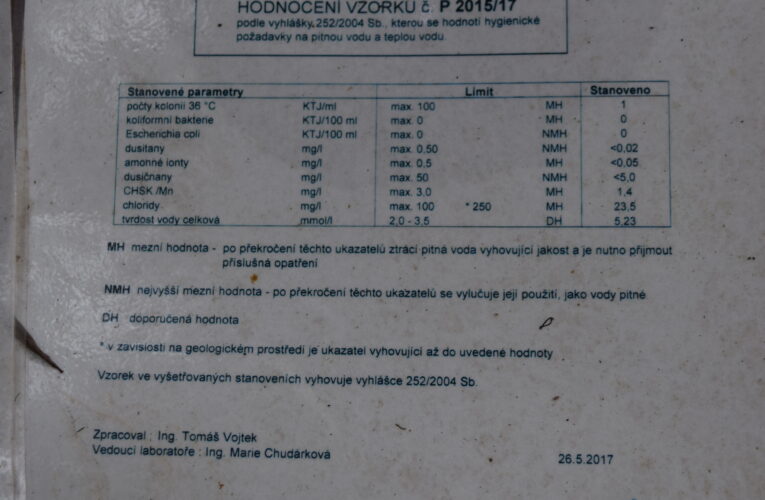 HODNOCENÍ VZORKU č. P 2015/17
podle vyhlášky 252/2004 Sb., kterou se hodnotí hygienické
požadavky na pitnou vodu a teplou vodu.
Stanovené parametry Limit Stanoveno
počty kolonií 36 °C KTJ/ml max. 100 MH 1
koliformní bakterie KTJ/100 ml max. 0 MH 0
Escherichia coli KTJ/100 ml max. 0 NMH 0
dusitany mg/l max. 0,50 NMH <0,02
amonné ionty mg/l max. 0,5 MH <0,05
dusičnany mg/l max. 50 NMH <5,0
CHSK /Mn mg/l max. 3,0 MH 1,4
chloridy mg/l max. 100 * 250 MH 23,5
tvrdost vody celková mmol/l 2,0 - 3,5 DH 5,23
MH mezní hodnota - po překročení těchto ukazatelů ztrácí pitná voda vyhovující jakost a je nutno přijmout
příslušná opatření
NMH nejvyšší mezní hodnota - po překročení těchto ukazatelů se vylučuje její použití, jako vody pitné
DH doporučená hodnota
* v závislosti na geologickém prostředí je ukazatel vyhovující až do uvedené hodnoty
Vzorek ve vyšetřovaných stanoveních vyhovuje vyhlášce 252/2004 Sb.
Zpracoval : Ing. Tomáš Vojtek
Vedoucí laboratoře : Ing. Marie Chudárková
26.5.2017